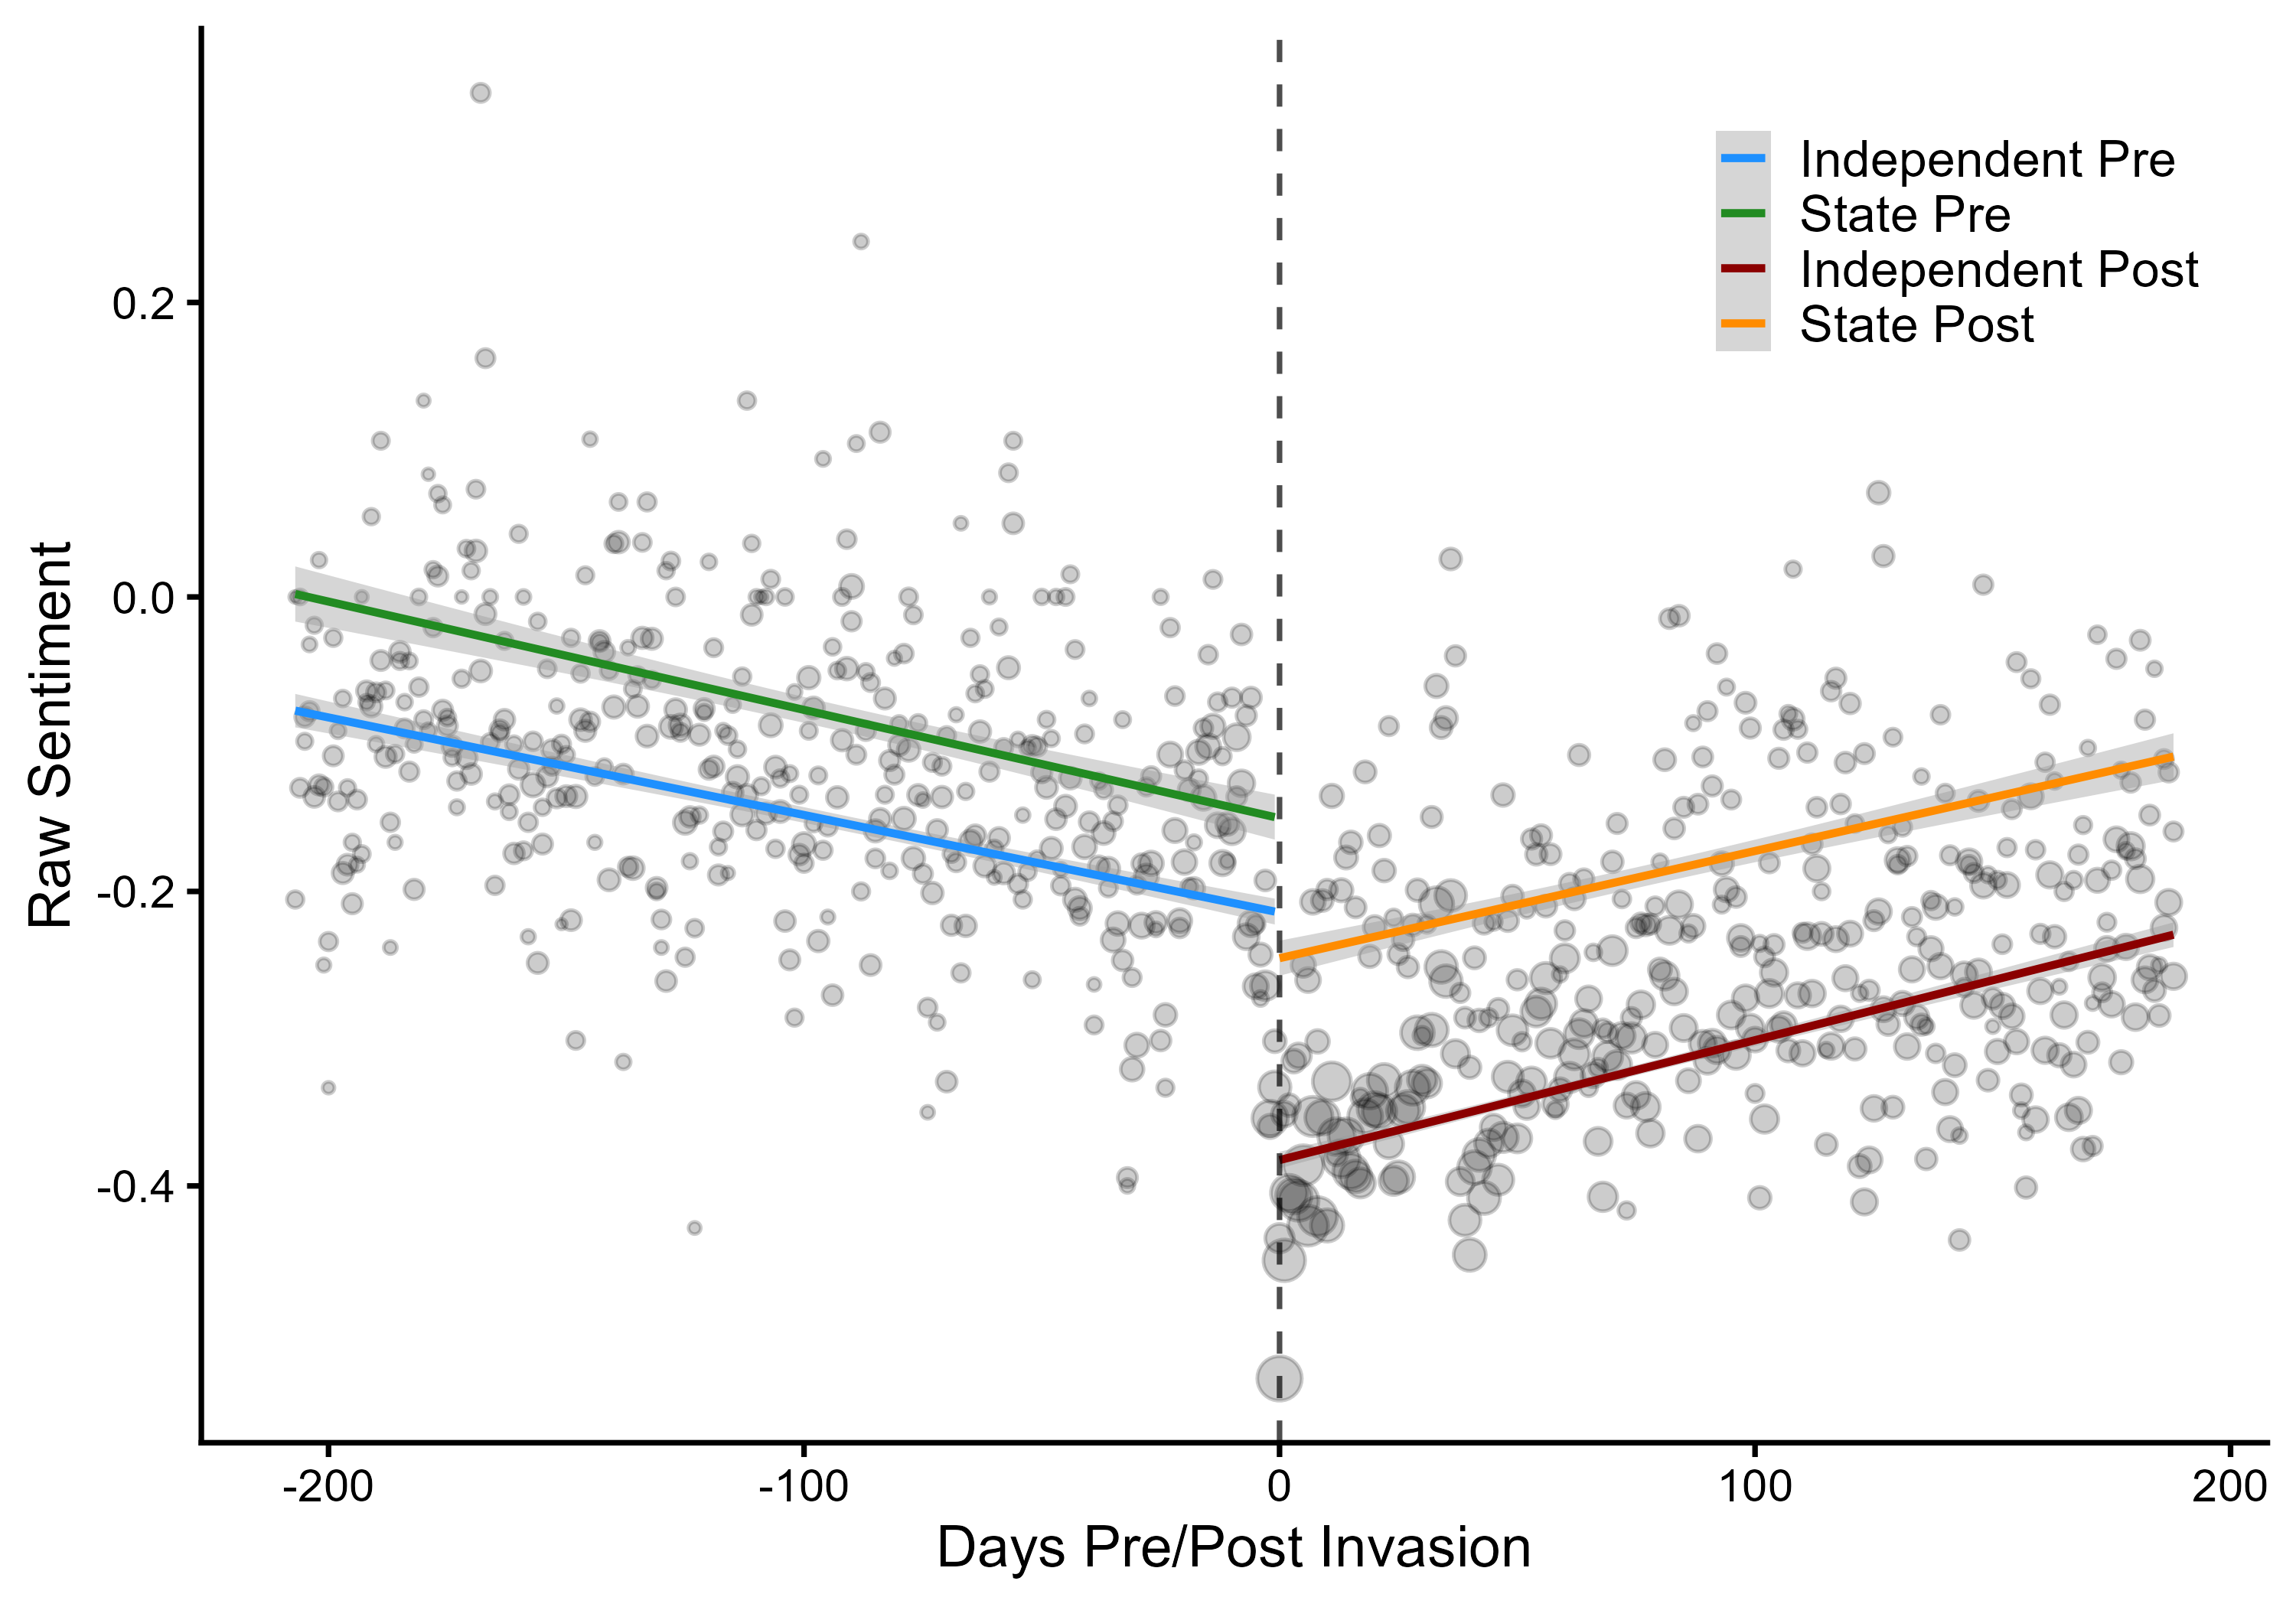 Independent Pre
State Pre
Independent Post
State Post
Raw Sentiment
0.2
0.0
-0.2
-0.4
-200
-100
0
100
200
Days Pre/Post Invasion